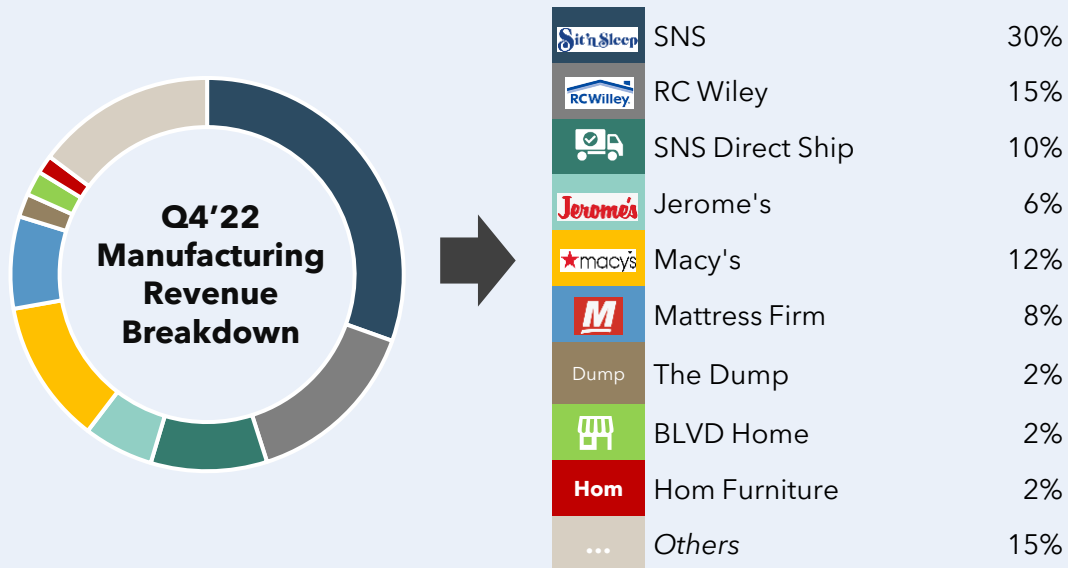 Q4’22
Manufacturing
Revenue
Breakdown
Sit'n Sleep SNS 30%
RCWilley. RC Wiley 15%
SNS Direct Ship 10%
Jerome's Jerome's 6%
macy's Macy's 12%
M Mattress Firm 8%
Dump The Dump 2%
BLVD Home 2%
Hom Hom Furniture 2%
... Others 15%